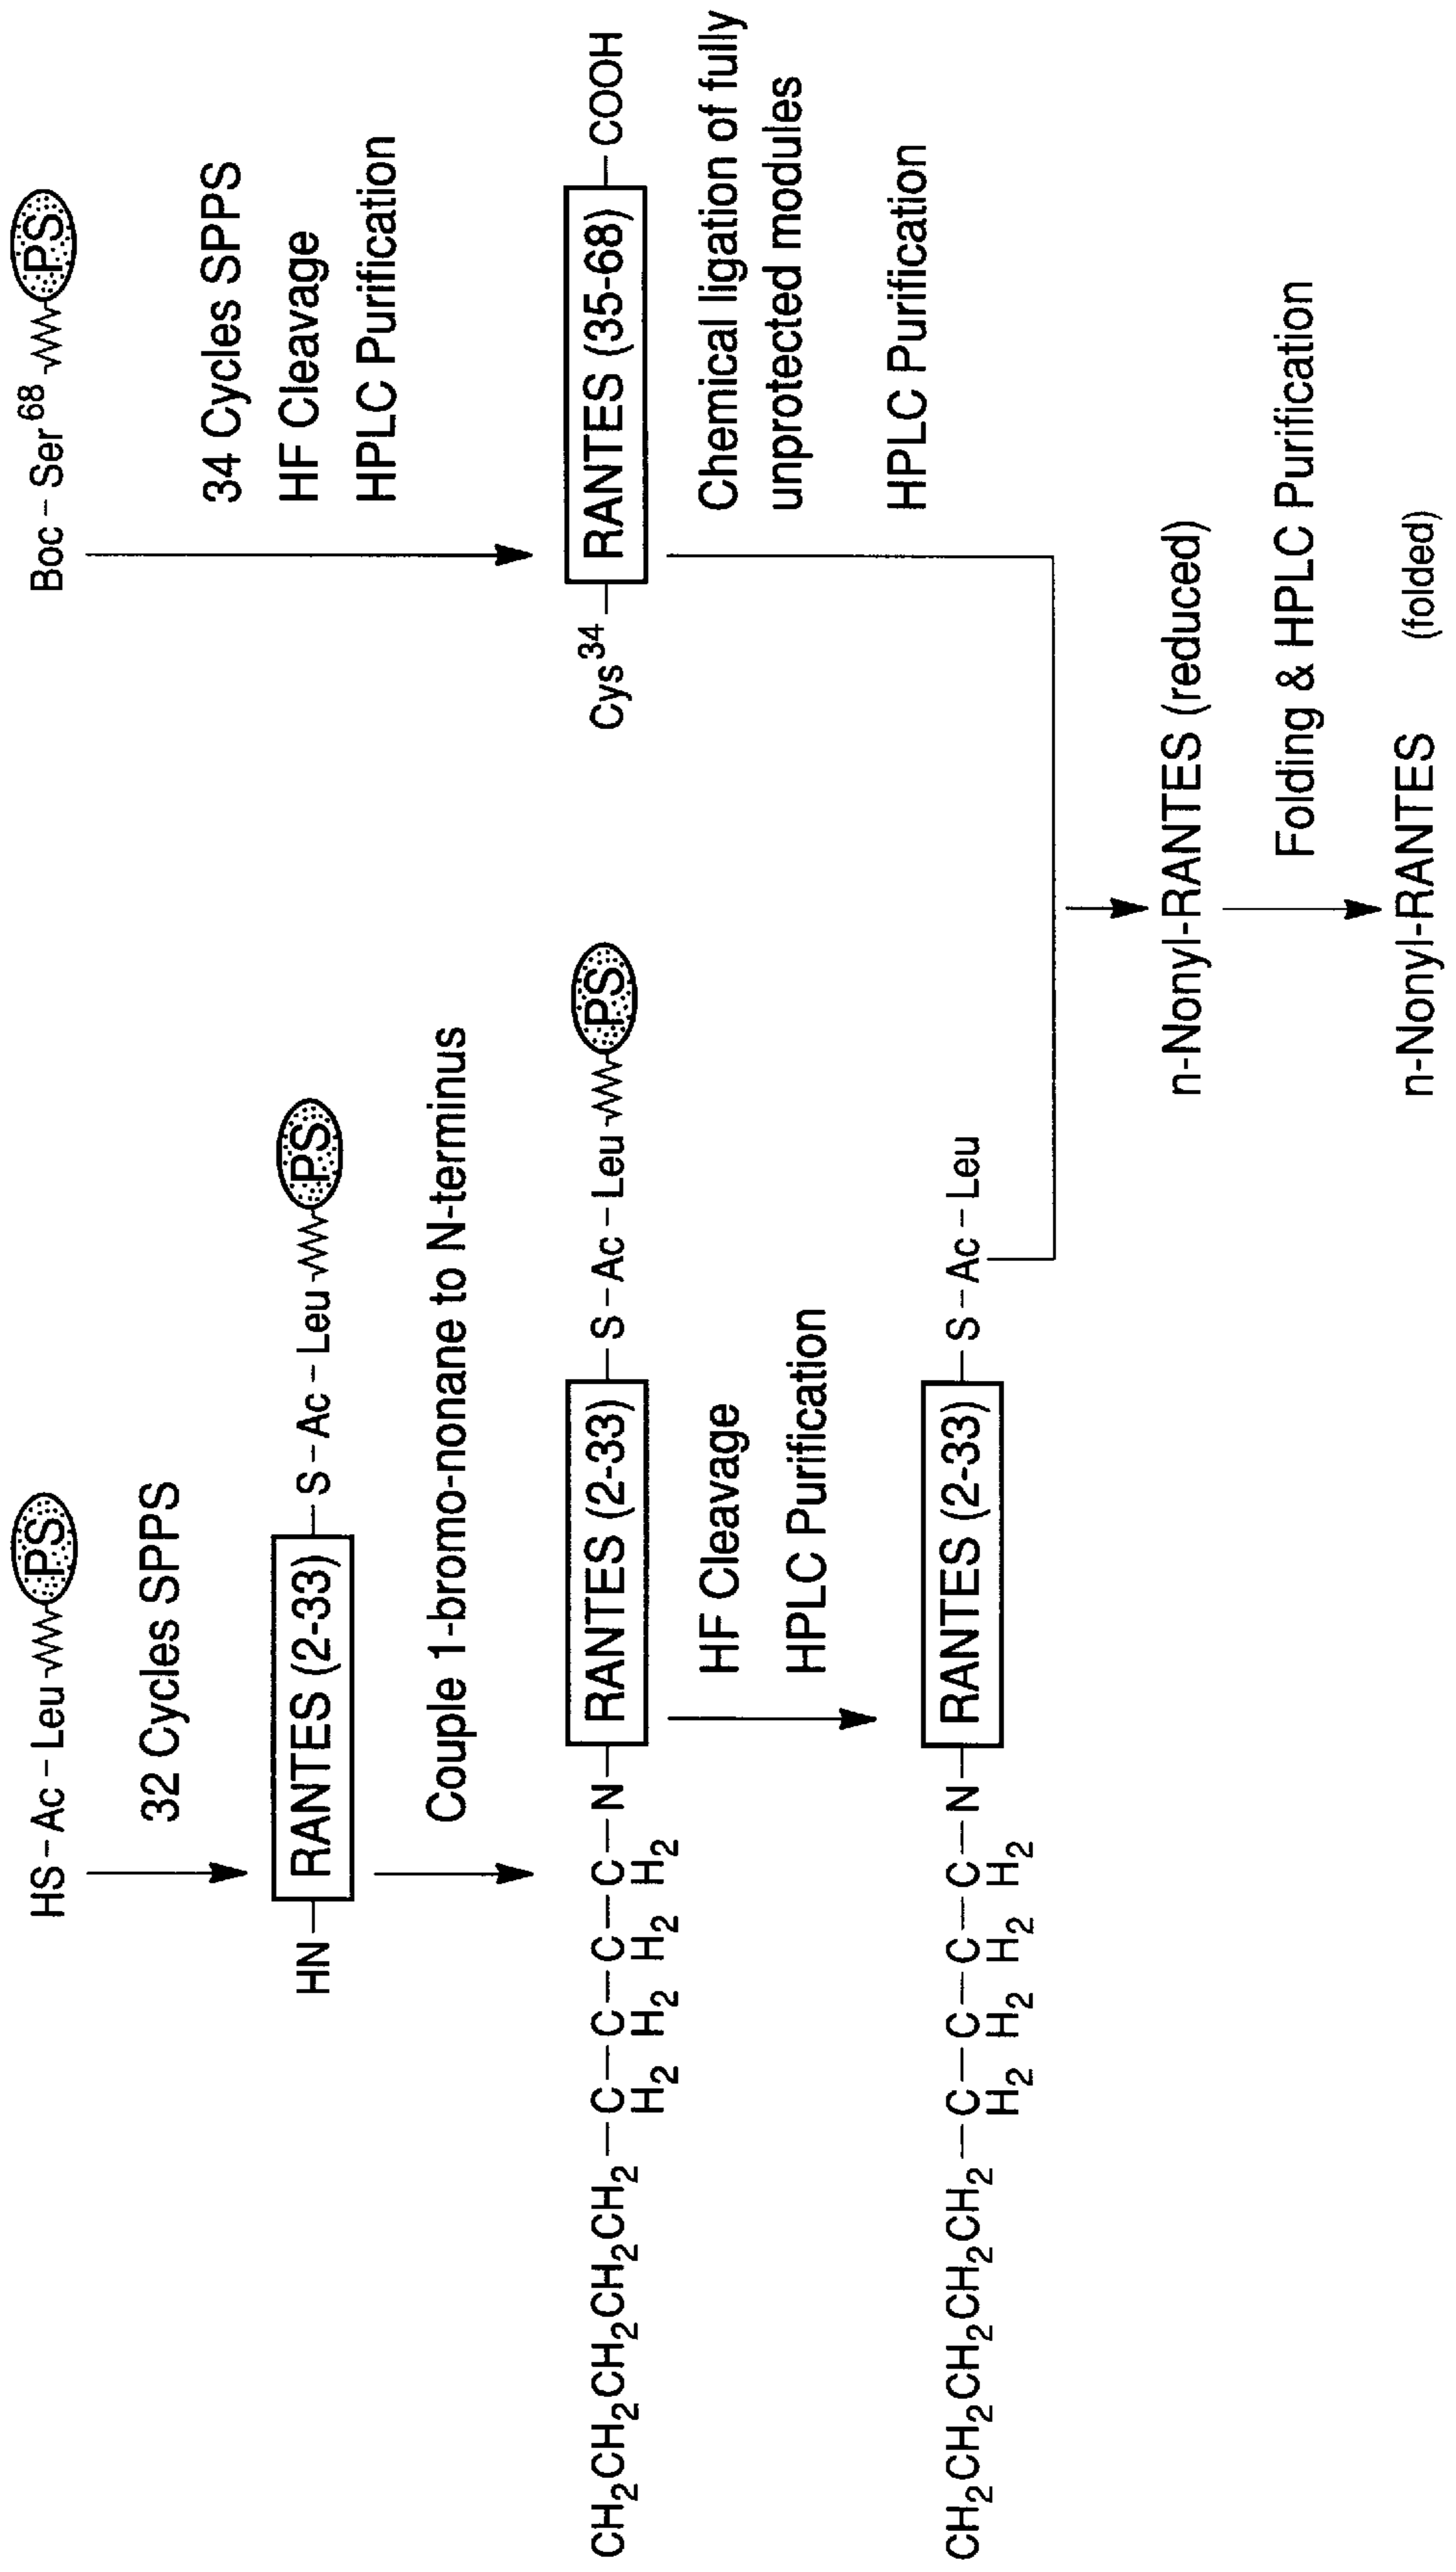 HS–Ac–Leu PS
32 Cycles SPPS
HN— RANTES (2-33) —S–Ac–Leu PS
Couple 1-bromo-nonane to N-terminus
CH2CH2CH2CH2CH2—C—C—C—C—N— RANTES (2-33) —S–Ac–Leu PS
H2 H2 H2 H2
HF Cleavage
HPLC Purification
CH2CH2CH2CH2CH2—C—C—C—C—N— RANTES (2-33) —S–Ac–Leu
H2 H2 H2 H2
Boc–Ser68 PS
34 Cycles SPPS
HF Cleavage
HPLC Purification
Cys34— RANTES (35-68) —COOH
Chemical ligation of fully
unprotected modules
HPLC Purification
n-Nonyl-RANTES (reduced)
Folding & HPLC Purification
n-Nonyl-RANTES (folded)